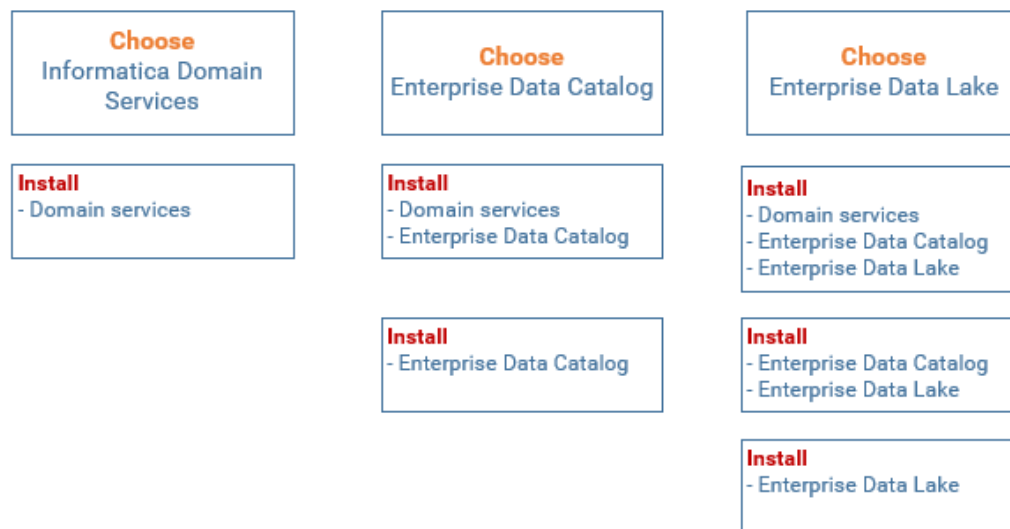 Choose
Informatica Domain
Services
Choose
Enterprise Data Catalog
Choose
Enterprise Data Lake
Install
- Domain services
Install
- Domain services
- Enterprise Data Catalog
Install
- Domain services
- Enterprise Data Catalog
- Enterprise Data Lake
Install
- Enterprise Data Catalog
Install
- Enterprise Data Catalog
- Enterprise Data Lake
Install
- Enterprise Data Lake